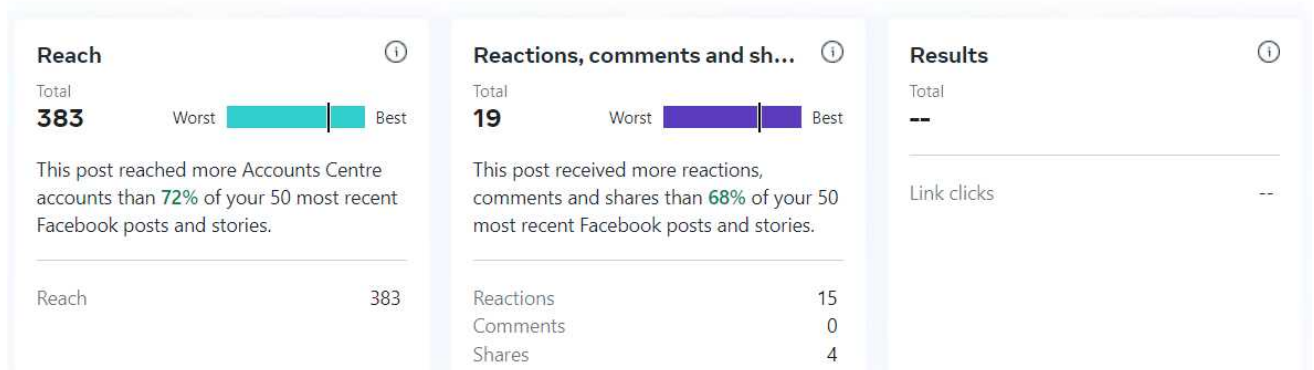 Reach
Total
383
Worst Best
This post reached more Accounts Centre
accounts than 72% of your 50 most recent
Facebook posts and stories.
Reach 383
Reactions, comments and sh...
Total
19
Worst Best
This post received more reactions,
comments and shares than 68% of your 50
most recent Facebook posts and stories.
Reactions 15
Comments 0
Shares 4
Results
Total
--
Link clicks --